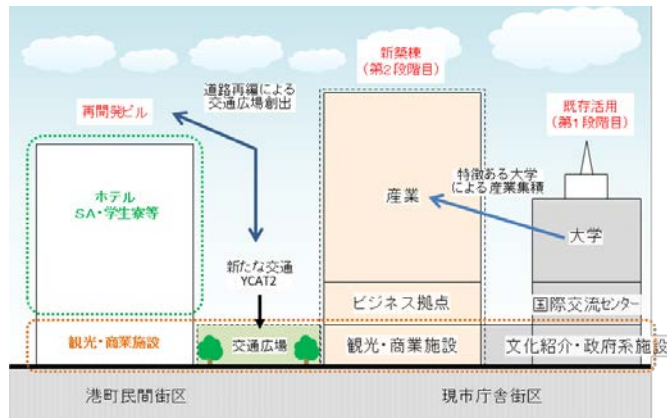 新築棟
(第2段階目)
道路再編による
交通広場創出
再開発ビル
既存活用
(第1段階目)
特徴ある大学
による産業集積
ホテル
SA・学生寮等
産業
大学
新たな交通
YCAT2
ビジネス拠点
国際交流センター
観光・商業施設
交通広場
観光・商業施設
文化紹介・政府系施設
港町民間街区
現市庁舎街区